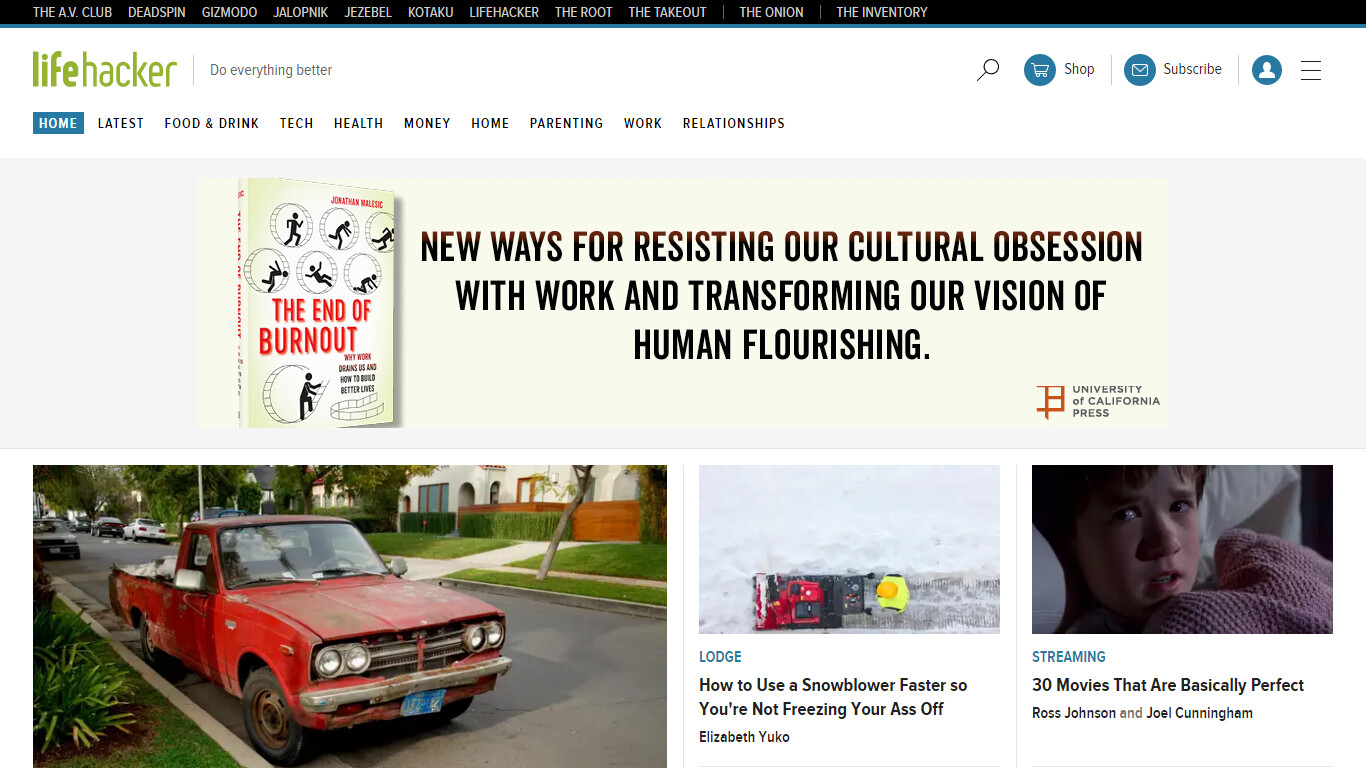 THE A.V. CLUB DEADSPIN GIZMODO JALOPNIK JEZEBEL KOTAKU LIFEHACKER THE ROOT THE TAKEOUT THE ONION THE INVENTORY
lifehacker Do everything better Shop Subscribe
HOME LATEST FOOD & DRINK TECH HEALTH MONEY HOME PARENTING WORK RELATIONSHIPS
JONATHAN MALESIC
THE END OF
BURNOUT
WHY WORK
DRAINS US AND
HOW TO BUILD
BETTER LIVES
THE END OF BURNOUT
NEW WAYS FOR RESISTING OUR CULTURAL OBSESSION
WITH WORK AND TRANSFORMING OUR VISION OF
HUMAN FLOURISHING.
UNIVERSITY
of CALIFORNIA
PRESS
LODGE
How to Use a Snowblower Faster so
You're Not Freezing Your Ass Off
Elizabeth Yuko
STREAMING
30 Movies That Are Basically Perfect
Ross Johnson and Joel Cunningham